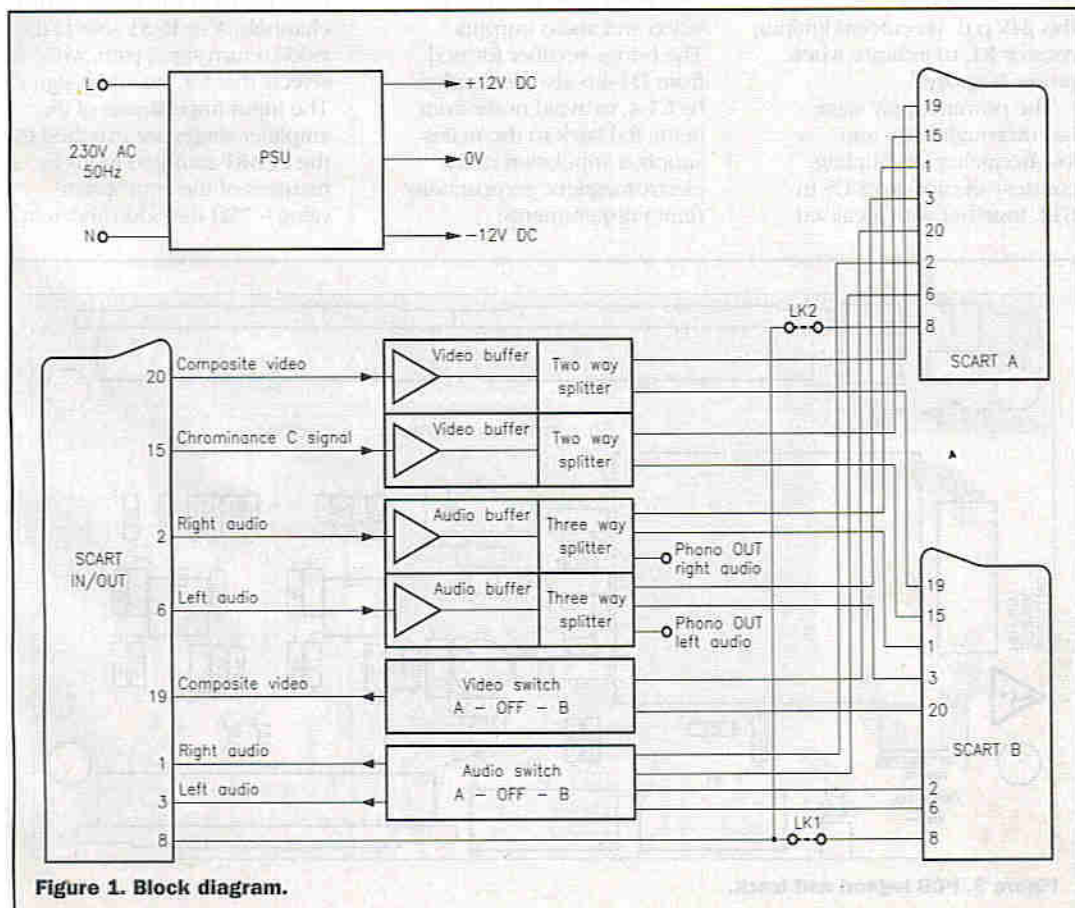 L
230V AC
50Hz
N
PSU
+12V DC
0V
-12V DC
19
15
1
3
20
2
6
8
SCART A
LK2
SCART
IN/OUT
20
Composite video
Video buffer
Two way
splitter
15
Chrominance C signal
Video buffer
Two way
splitter
2
Right audio
Audio buffer
Three way
splitter
Phono OUT
right audio
6
Left audio
Audio buffer
Three way
splitter
Phono OUT
left audio
19
Composite video
Video switch
A - OFF - B
1
Right audio
3
Left audio
Audio switch
A - OFF - B
8
LK1
19
15
1
3
20
SCART B
2
6
8
Figure 1. Block diagram.